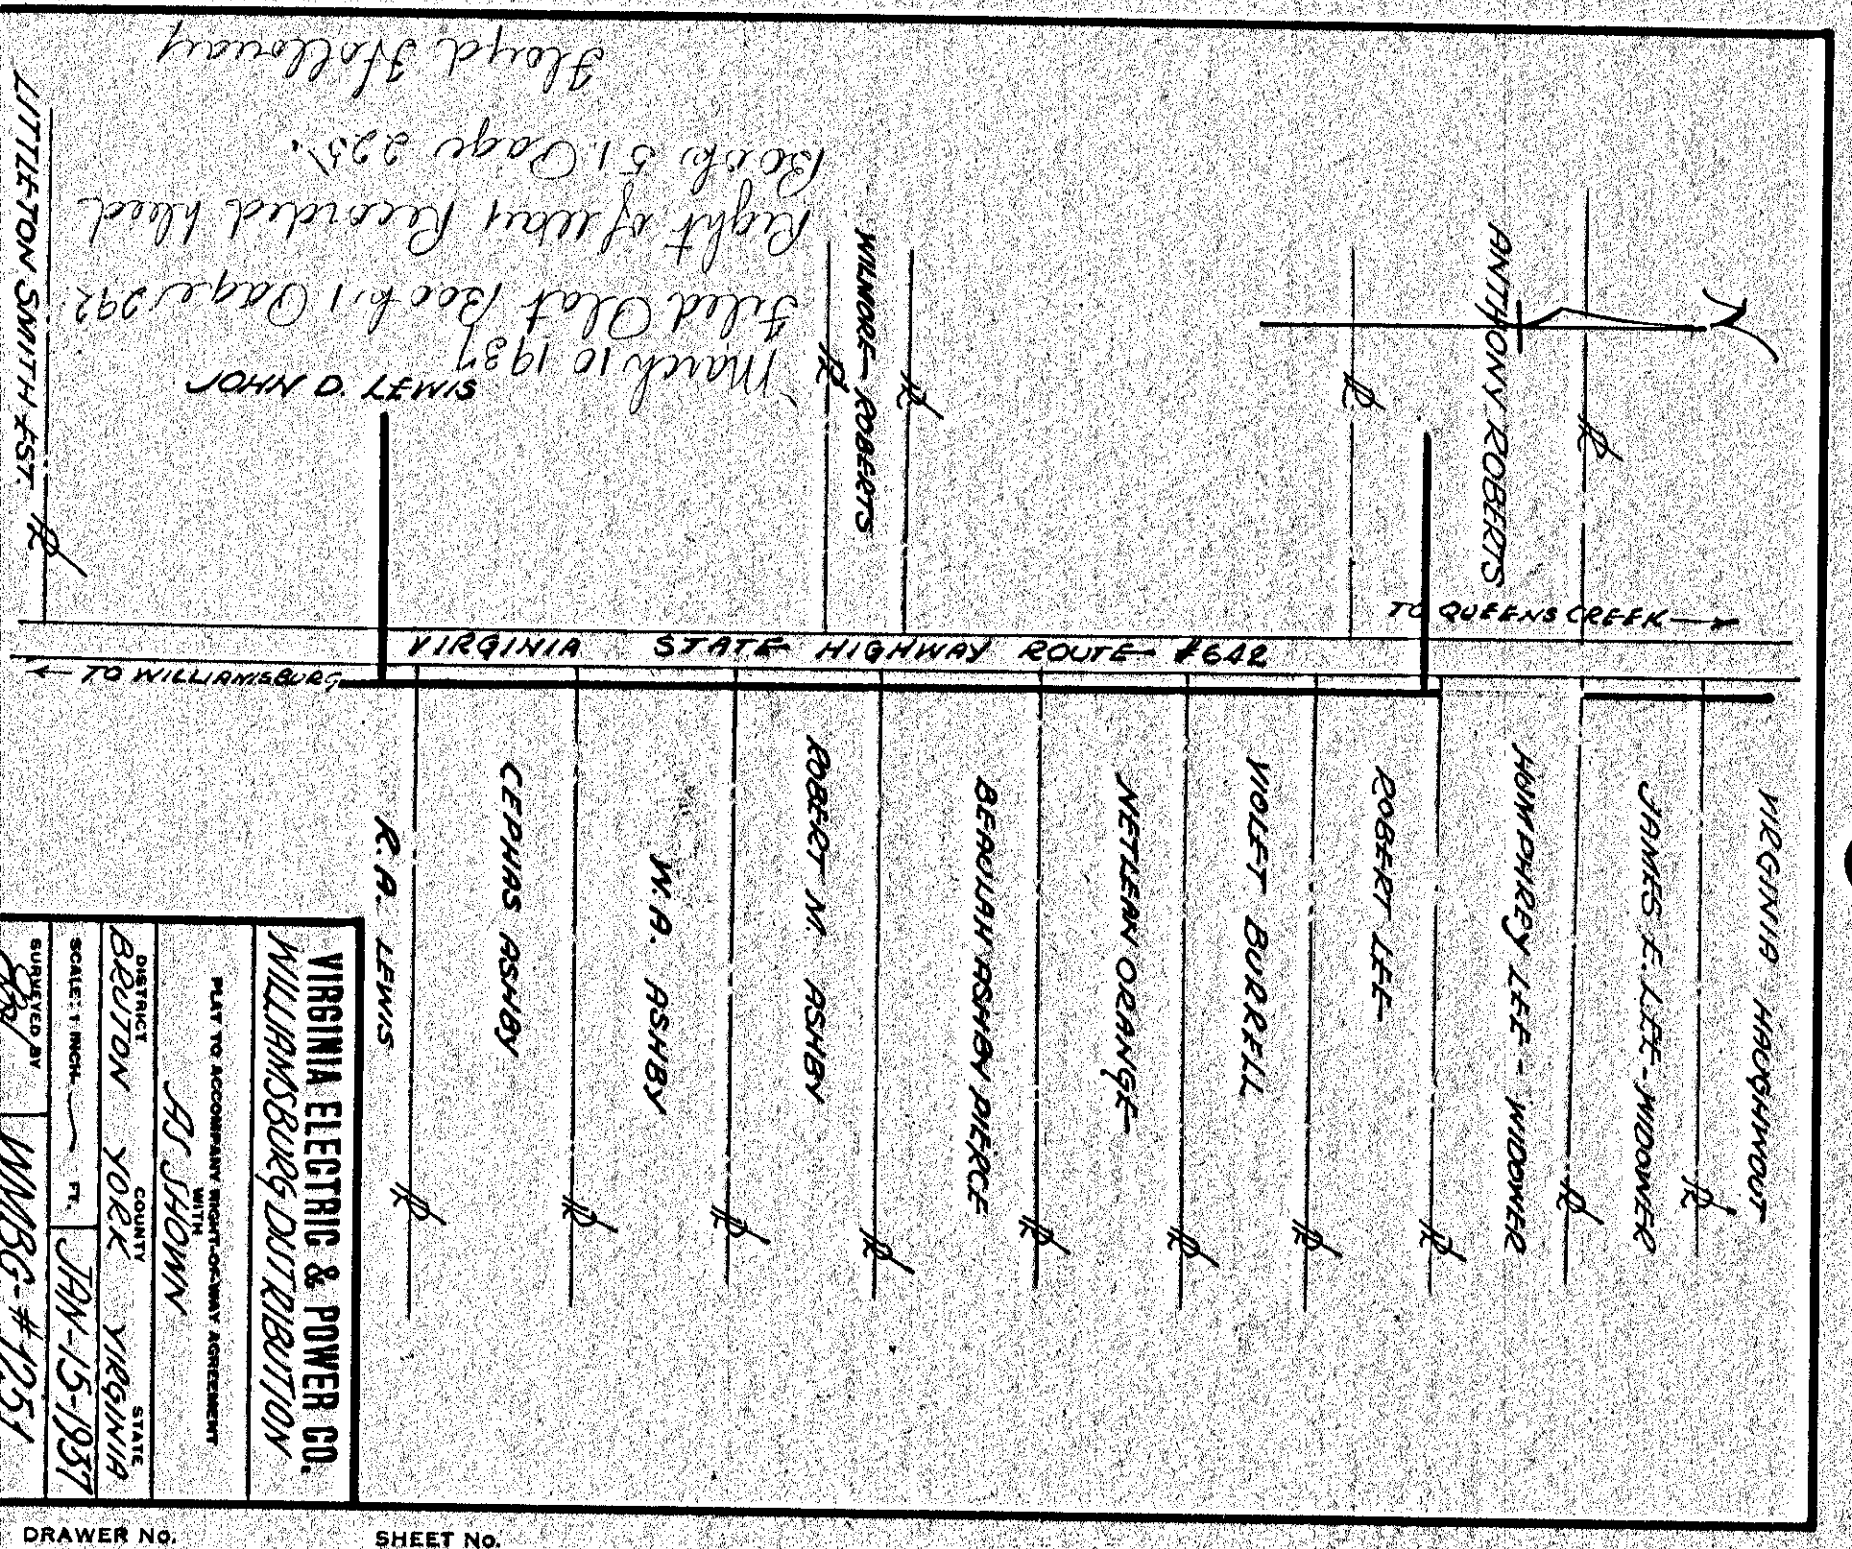 Floyd Holloway
Book 51. Page 225.
Right of way Recorded Deed
Filed Plat Book 1 Page 292
March 10 1937
LITTLETON SMITH EST.
JOHN D. LEWIS
WILMORE ROBERTS
ANTHONY ROBERTS
TO QUEENS CREEK →
VIRGINIA STATE HIGHWAY ROUTE #642
← TO WILLIAMSBURG
R.A. LEWIS
CEPHAS ASHBY
W.A. ASHBY
ROBERT N. ASHBY
BEAUHAH ASHBY PIERCE
NETLEAN ORANGE
VIOLET BURRELL
ROBERT LEE
HUMPHREY LEE - WIDOWER
JAMES E. LEE - WIDOWER
VIRGINIA HAUGHWOUT
VIRGINIA ELECTRIC & POWER CO.
WILLIAMSBURG DISTRIBUTION
PLAT TO ACCOMPANY RIGHT-OF-WAY AGREEMENT
WITH
AS SHOWN
DISTRICT COUNTY STATE
BRUTON YORK VIRGINIA
SCALE: 1 INCH- FT. JAN-15-1937
SURVEYED BY
WMBG-#1251
DRAWER No.
SHEET No.